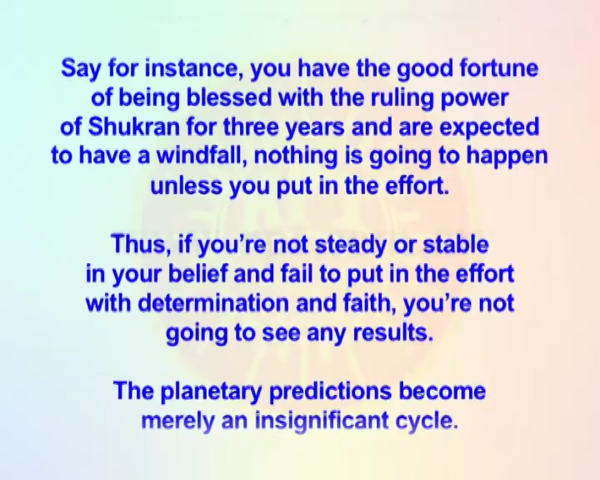 Say for instance, you have the good fortune
of being blessed with the ruling power
of Shukran for three years and are expected
to have a windfall, nothing is going to happen
unless you put in the effort.
Thus, if you’re not steady or stable
in your belief and fail to put in the effort
with determination and faith, you’re not
going to see any results.
The planetary predictions become
merely an insignificant cycle.